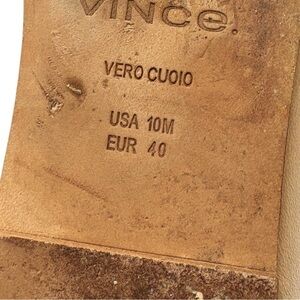 VINCE.
VERO CUOIO
USA 10M
EUR 40